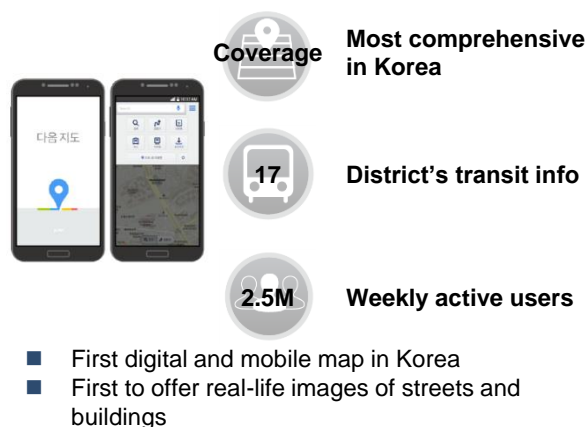 Coverage
Most comprehensive
in Korea
다음지도
17
District's transit info
2.5M
Weekly active users
First digital and mobile map in Korea
First to offer real-life images of streets and
buildings